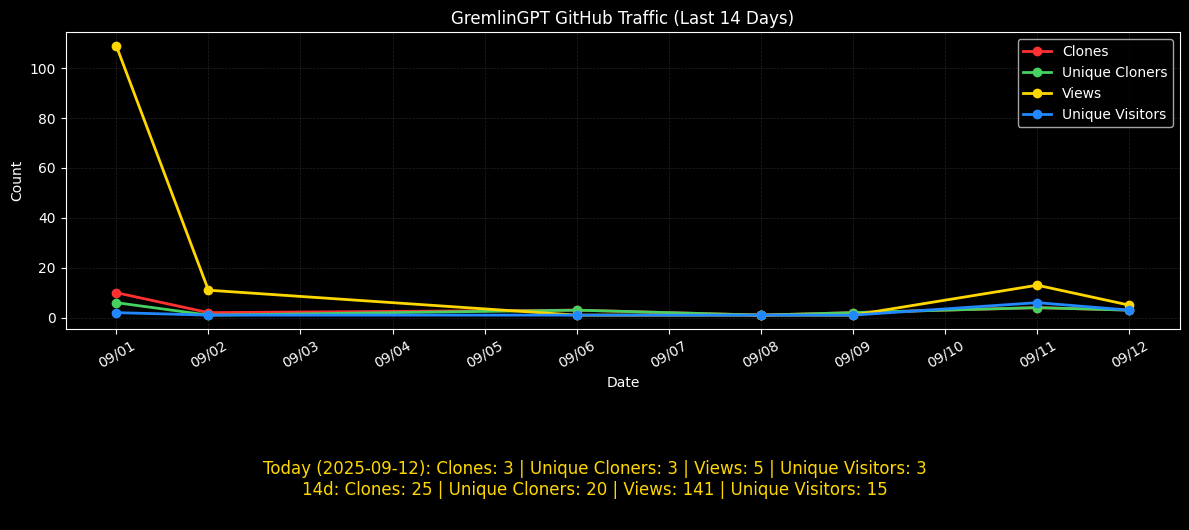 GremlinGPT GitHub Traffic (Last 14 Days)
Clones
Unique Cloners
Views
Unique Visitors
Count
100
80
60
40
20
0
09/01 09/02 09/03 09/04 09/05 09/06 09/07 09/08 09/09 09/10 09/11 09/12
Date
Today (2025-09-12): Clones: 3 | Unique Cloners: 3 | Views: 5 | Unique Visitors: 3
14d: Clones: 25 | Unique Cloners: 20 | Views: 141 | Unique Visitors: 15